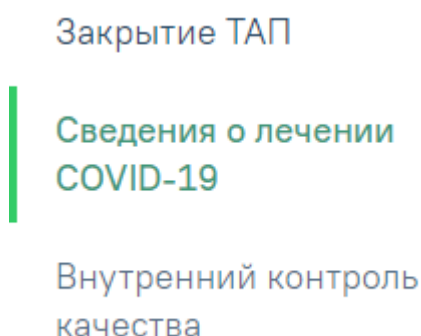 Закрытие ТАП
Сведения о лечении
COVID-19
Внутренний контроль
качества